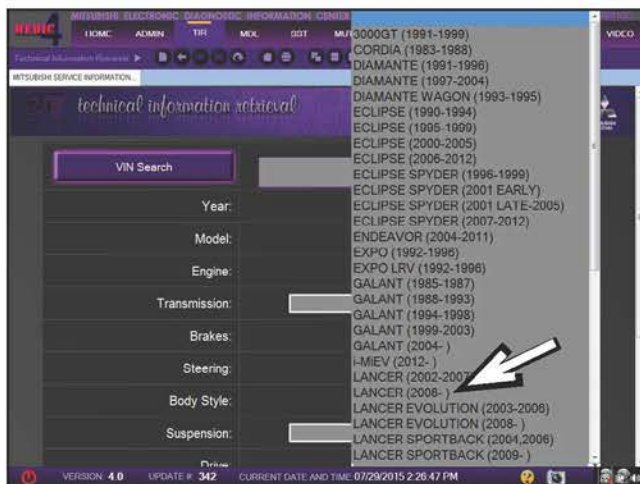 MITSUBISHI ELECTRONIC DIAGNOSTIC INFORMATION CENTER
MEDIC 4
HOME ADMIN TIR MDL SST MUT VIDEO
Technical Information Retrieval
MITSUBISHI SERVICE INFORMATION...
technical information retrieval
VIN Search
Year:
Model:
Engine:
Transmission:
Brakes:
Steering:
Body Style:
Suspension:
Drive
3000GT (1991-1999)
CORDIA (1983-1988)
DIAMANTE (1991-1996)
DIAMANTE (1997-2004)
DIAMANTE WAGON (1993-1995)
ECLIPSE (1990-1994)
ECLIPSE (1995-1999)
ECLIPSE (2000-2005)
ECLIPSE (2006-2012)
ECLIPSE SPYDER (1996-1999)
ECLIPSE SPYDER (2001 EARLY)
ECLIPSE SPYDER (2001 LATE-2005)
ECLIPSE SPYDER (2007-2012)
ENDEAVOR (2004-2011)
EXPO (1992-1996)
EXPO LRV (1992-1996)
GALANT (1985-1987)
GALANT (1988-1993)
GALANT (1994-1998)
GALANT (1999-2003)
GALANT (2004- )
i-MiEV (2012- )
LANCER (2002-2007
LANCER (2008- )
LANCER EVOLUTION (2003-2006)
LANCER EVOLUTION (2008- )
LANCER SPORTBACK (2004,2006)
LANCER SPORTBACK (2009- )
VERSION 4.0 UPDATE #: 342 CURRENT DATE AND TIME 07/29/2015 2:26:47 PM